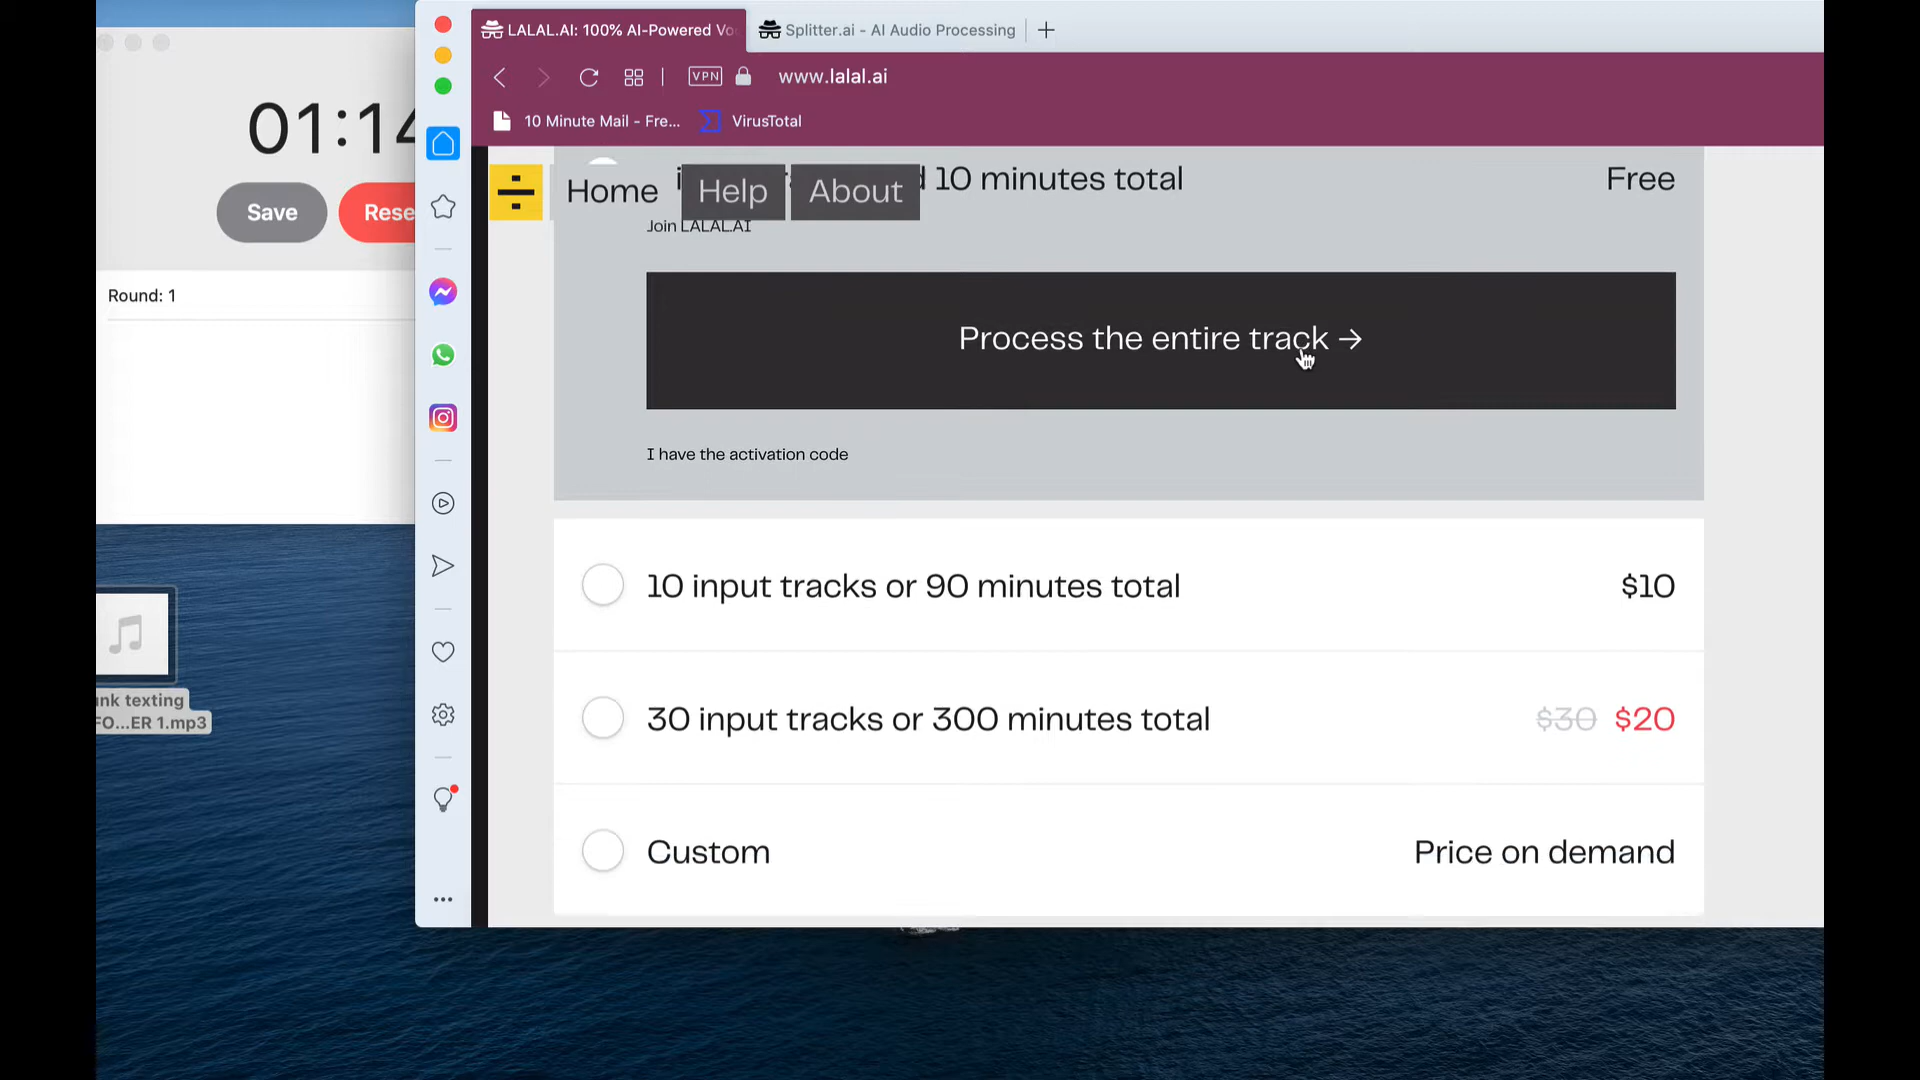 LALAL.AI: 100% AI-Powered Vo
Splitter.ai - AI Audio Processing
VPN
www.lalal.ai
10 Minute Mail - Fre...
VirusTotal
01:14
Save
Rese
Round: 1
Home
Help
About
10 minutes total
Free
Join LALAL.AI
Process the entire track →
I have the activation code
10 input tracks or 90 minutes total
$10
30 input tracks or 300 minutes total
$30 $20
Custom
Price on demand
nk texting
FO...ER 1.mp3